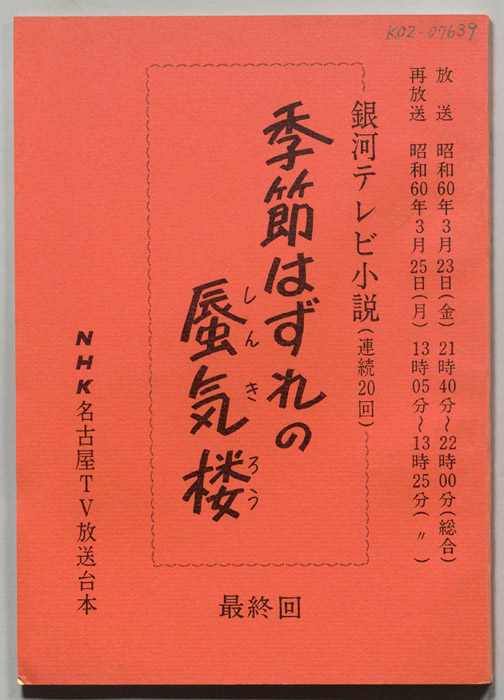 K02-07639
放送 昭和60年3月23日(金) 21時40分~22時00分(総合)
再放送 昭和60年3月25日(月) 13時05分~13時25分(〃)
銀河テレビ小説(連続20回)
季節はずれの
蜃気楼
しんきろう
NHK名古屋TV放送台本
最終回